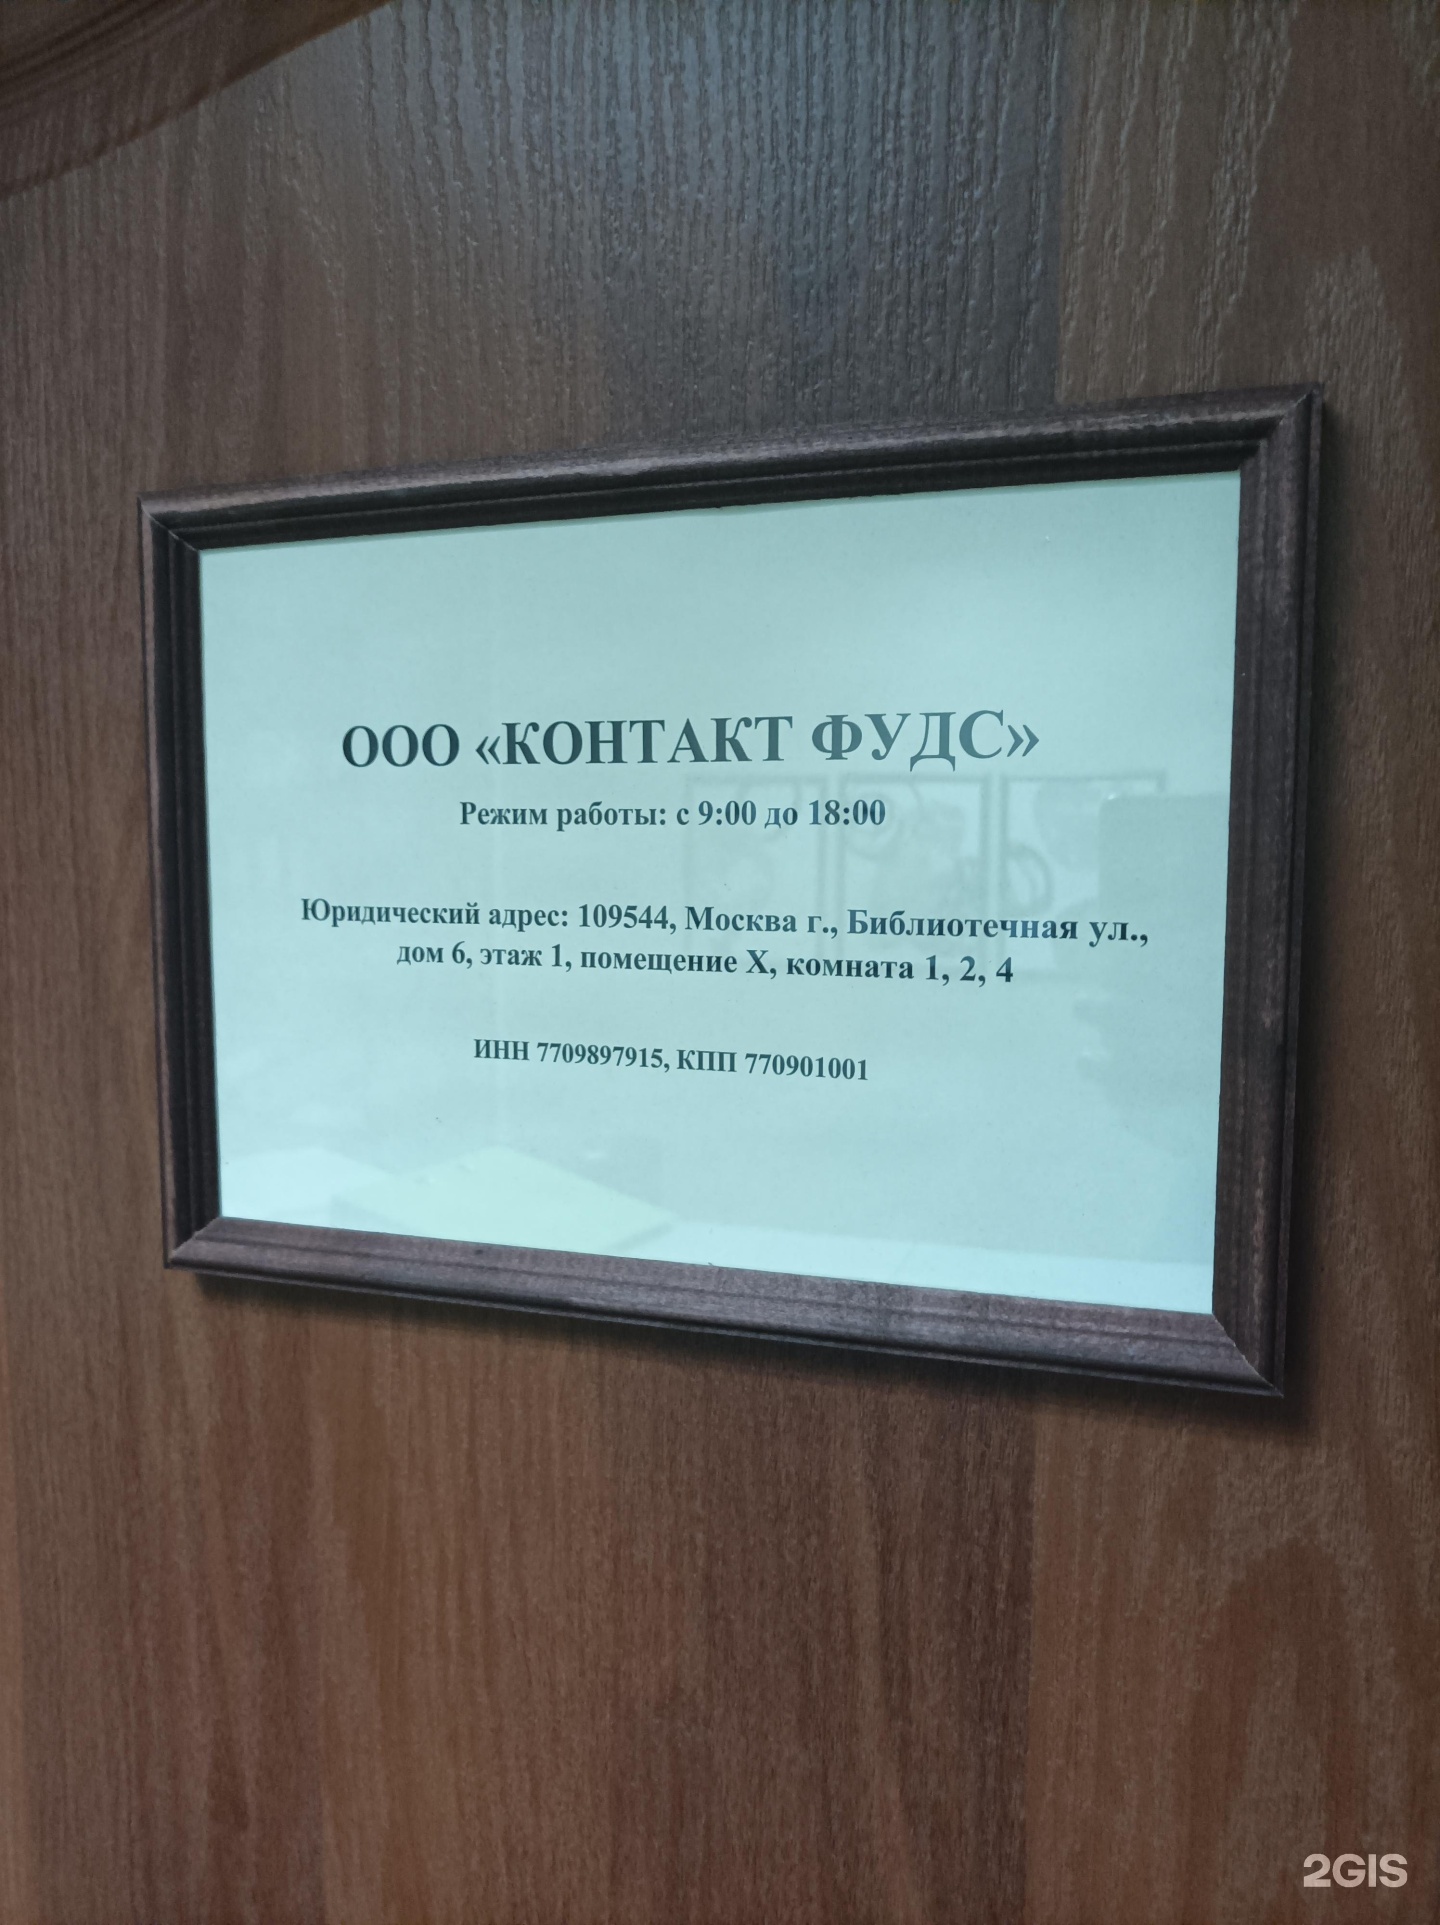 ООО «КОНТАКТ ФУДС»
Режим работы: с 9:00 до 18:00
Юридический адрес: 109544, Москва г., Библиотечная ул.,
дом 6, этаж 1, помещение X, комната 1, 2, 4
ИНН 7709897915, КПП 770901001
2GIS